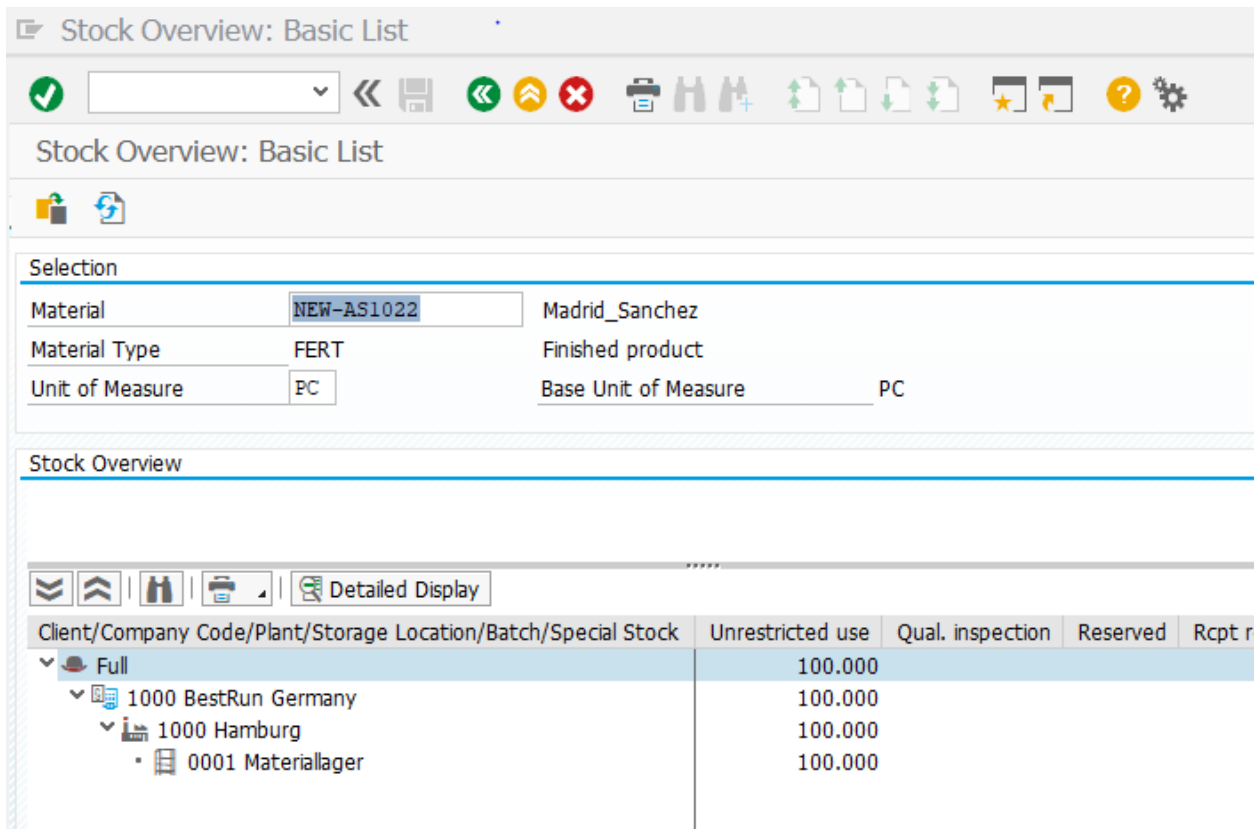 Stock Overview: Basic List
Stock Overview: Basic List
Selection
Material NEW-AS1022 Madrid_Sanchez
Material Type FERT Finished product
Unit of Measure PC Base Unit of Measure PC
Stock Overview
Detailed Display
Client/Company Code/Plant/Storage Location/Batch/Special Stock Unrestricted use Qual. inspection Reserved Rcpt r
Full 100.000
1000 BestRun Germany 100.000
1000 Hamburg 100.000
0001 Materiallager 100.000